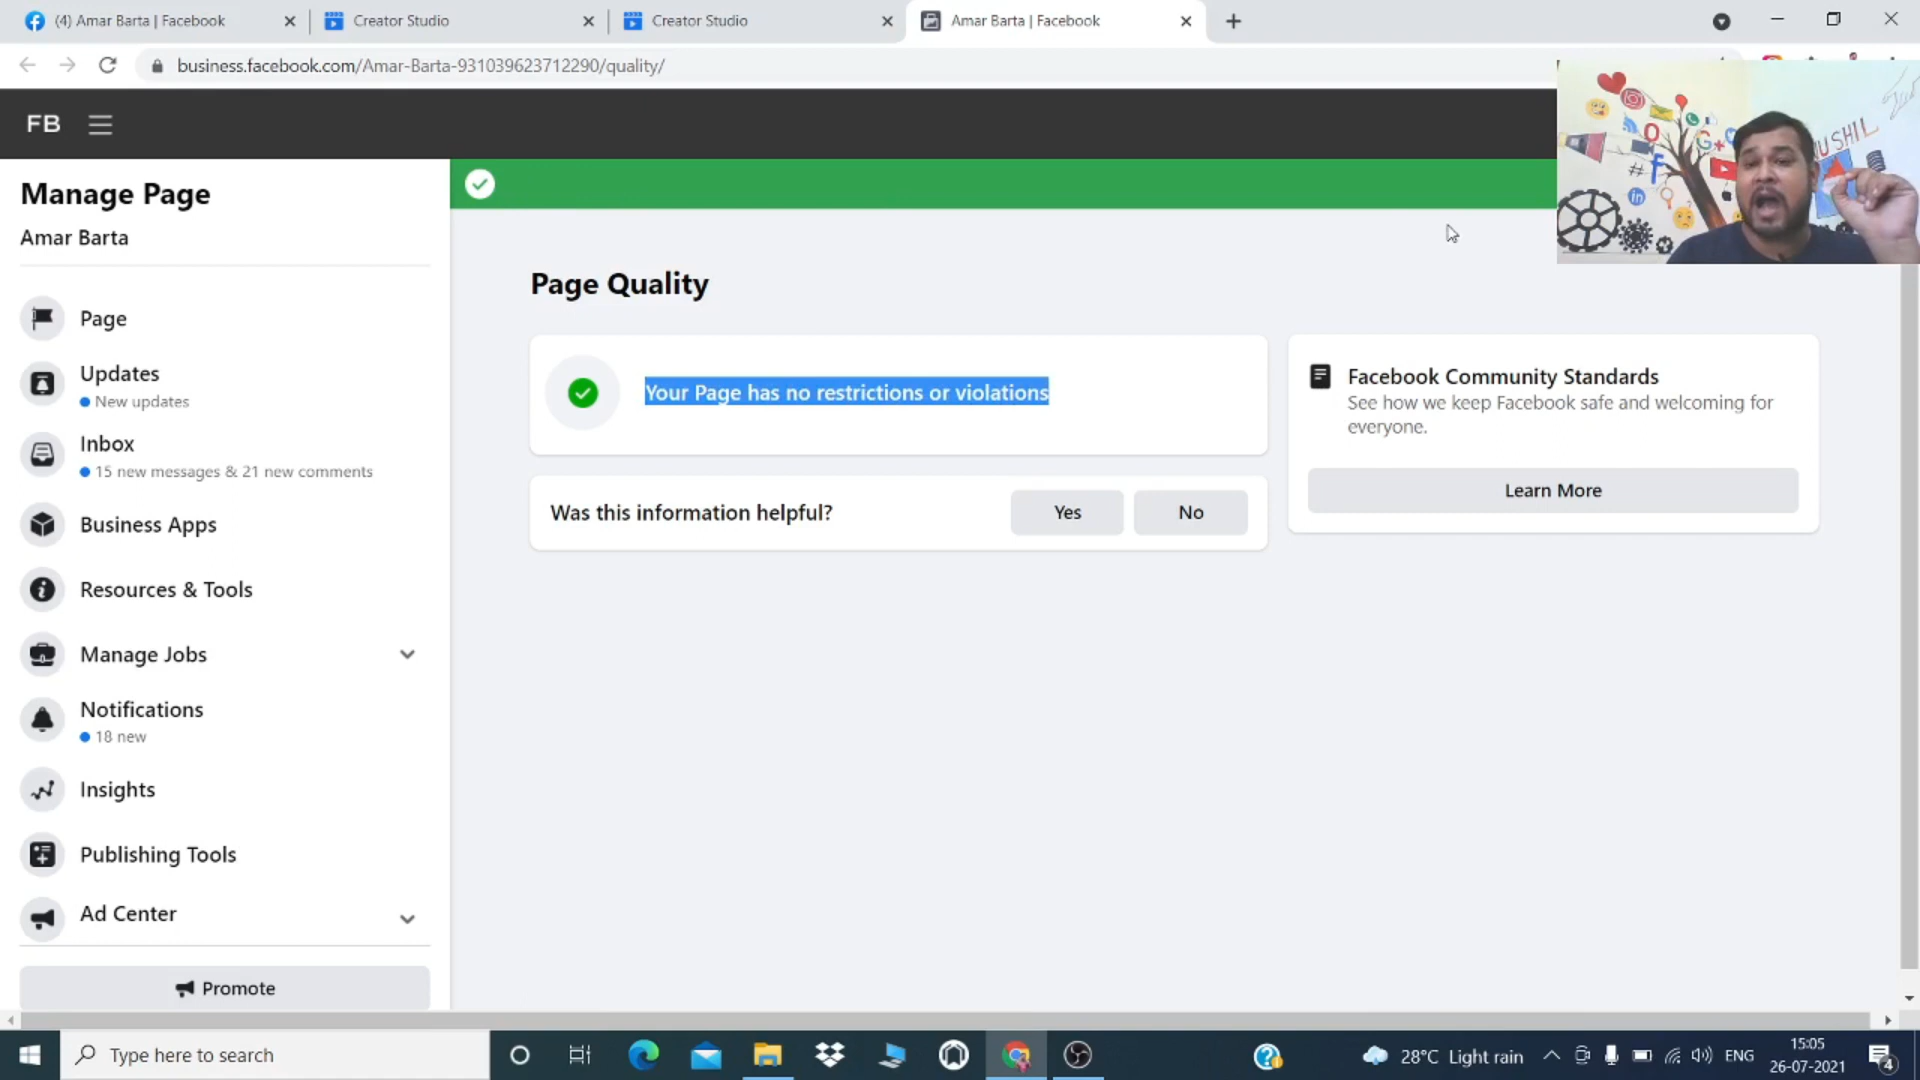 (4) Amar Barta | Facebook
Creator Studio
Creator Studio
Amar Barta | Facebook
business.facebook.com/Amar-Barta-931039623712290/quality/
FB
USHIL
Manage Page
Amar Barta
Page
Updates
New updates
Inbox
15 new messages & 21 new comments
Business Apps
Resources & Tools
Manage Jobs
Notifications
18 new
Insights
Publishing Tools
Ad Center
Promote
Page Quality
Your Page has no restrictions or violations
Was this information helpful?
Yes
No
Facebook Community Standards
See how we keep Facebook safe and welcoming for
everyone.
Learn More
Type here to search
28°C Light rain
ENG
15:05
26-07-2021
4